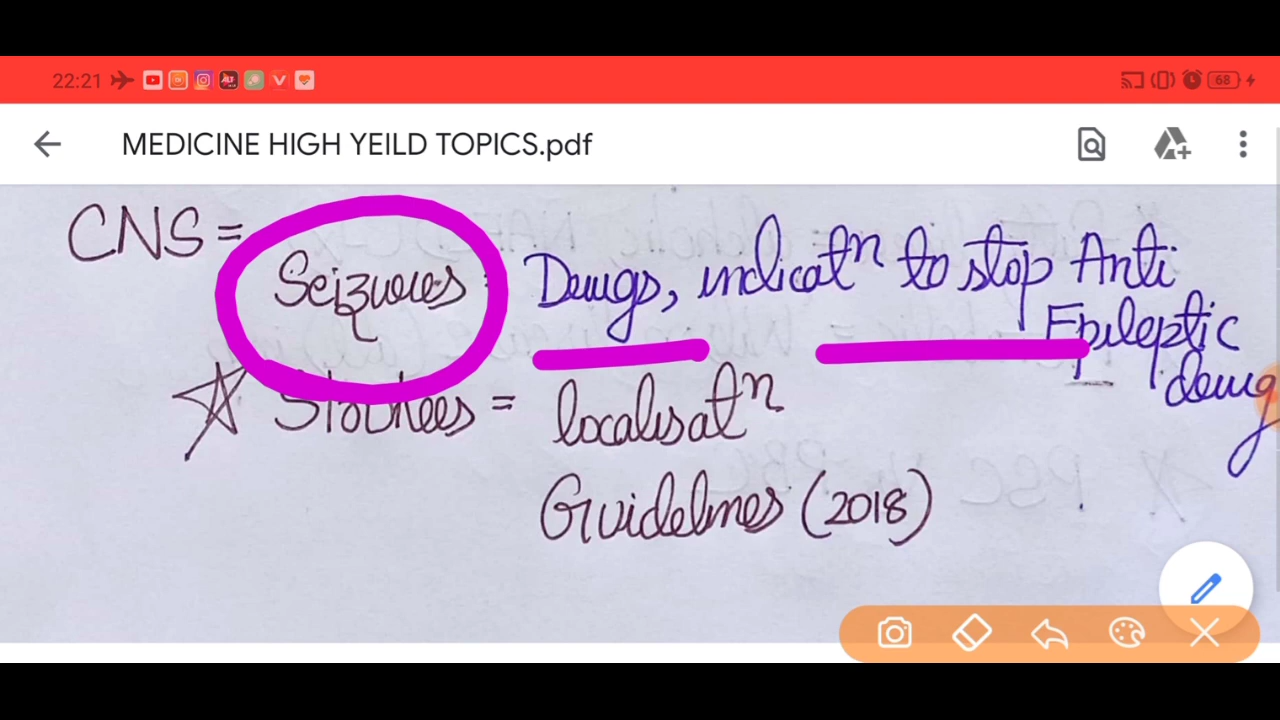 22:21
68
MEDICINE HIGH YEILD TOPICS.pdf
CNS =
Seizures : Drugs, indicatn to stop Anti
Epileptic
drug
Strokes = localisatn
Guidelines (2018)